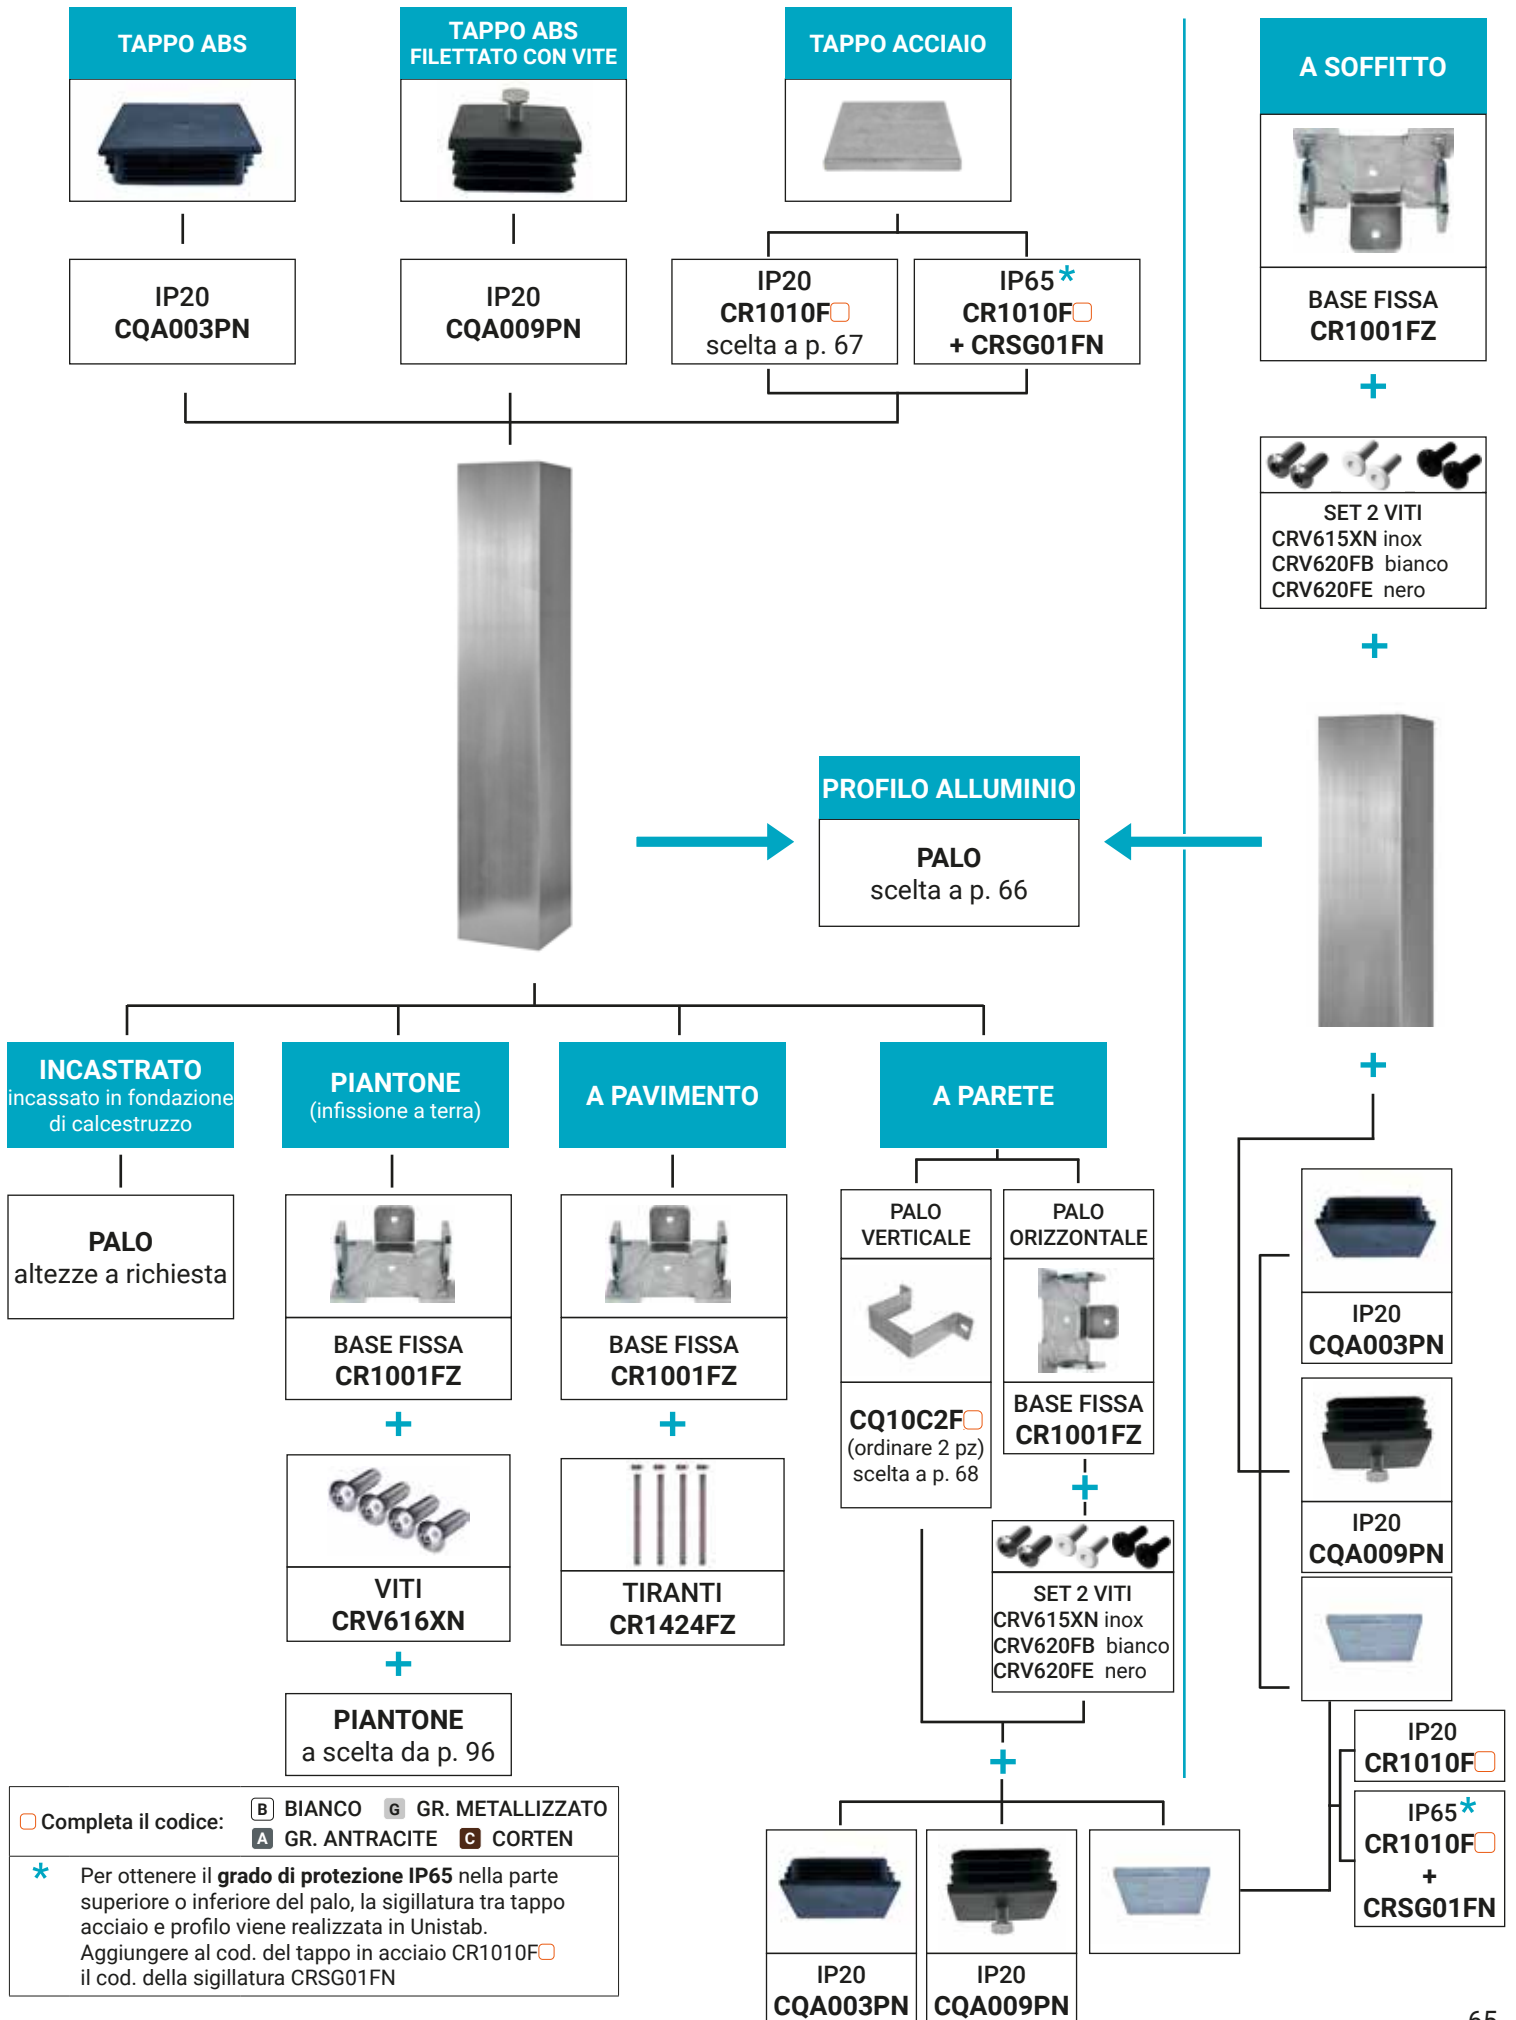 TAPPO ABS
TAPPO ABS
FILETTATO CON VITE
TAPPO ACCIAIO
IP20
CQA003PN
IP20
CQA009PN
IP20
CR1010F
scelta a p. 67
IP65*
CR1010F
+ CRSG01FN
PROFILO ALLUMINIO
PALO
scelta a p. 66
INCASTRATO
incassato in fondazione
di calcestruzzo
PALO
altezze a richiesta
PIANTONE
(infissione a terra)
BASE FISSA
CR1001FZ
+
VITI
CRV616XN
+
PIANTONE
a scelta da p. 96
A PAVIMENTO
BASE FISSA
CR1001FZ
+
TIRANTI
CR1424FZ
A PARETE
PALO
VERTICALE
CQ10C2F
(ordinare 2 pz)
scelta a p. 68
PALO
ORIZZONTALE
BASE FISSA
CR1001FZ
+
SET 2 VITI
CRV615XN inox
CRV620FB bianco
CRV620FE nero
+
IP20
CQA003PN
IP20
CQA009PN
A SOFFITTO
BASE FISSA
CR1001FZ
+
SET 2 VITI
CRV615XN inox
CRV620FB bianco
CRV620FE nero
+
+
IP20
CQA003PN
IP20
CQA009PN
IP20
CR1010F
IP65*
CR1010F
+
CRSG01FN
Completa il codice: B BIANCO G GR. METALLIZZATO
A GR. ANTRACITE C CORTEN
* Per ottenere il grado di protezione IP65 nella parte
superiore o inferiore del palo, la sigillatura tra tappo
acciaio e profilo viene realizzata in Unistab.
Aggiungere al cod. del tappo in acciaio CR1010F
il cod. della sigillatura CRSG01FN
65